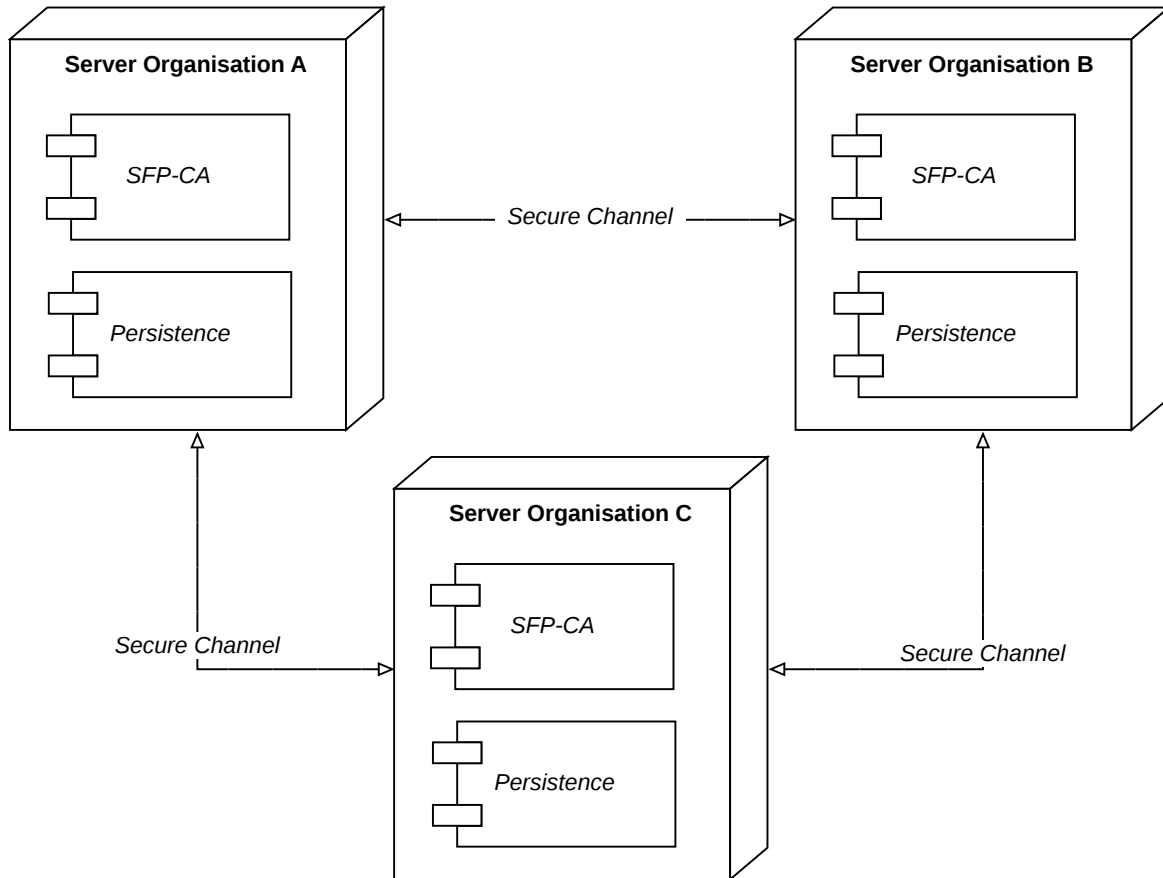 Server Organisation A
SFP-CA
Persistence
Secure Channel
Server Organisation B
SFP-CA
Persistence
Server Organisation C
SFP-CA
Persistence
Secure Channel
Secure Channel